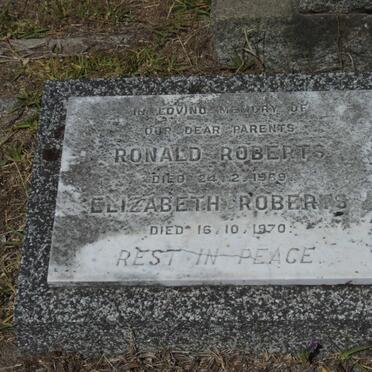 IN LOVING MEMORY OF
OUR DEAR PARENTS
RONALD ROBERTS
DIED 24. 2. 1969.
ELIZABETH ROBERTS
DIED 16. 10. 1970.
REST IN PEACE